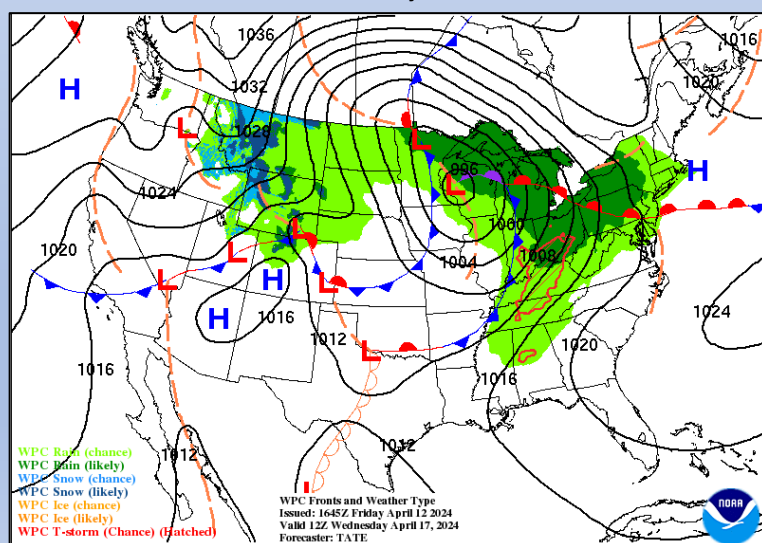 1036
1016
H
1032
1020
L
1028
L
996
H
L
1024
1000
L
1020
L
1008
1004
L
H
L
1024
H
1016
1012
L
1020
1016
1016
1012
1012
L
WPC Rain (chance)
WPC Rain (likely)
WPC Snow (chance)
WPC Snow (likely)
WPC Ice (chance)
WPC Ice (likely)
WPC T-storm (Chance) (Hatched)
WPC Fronts and Weather Type
Issued: 1645Z Friday April 12 2024
Valid 12Z Wednesday April 17, 2024
Forecaster: TATE
NOAA